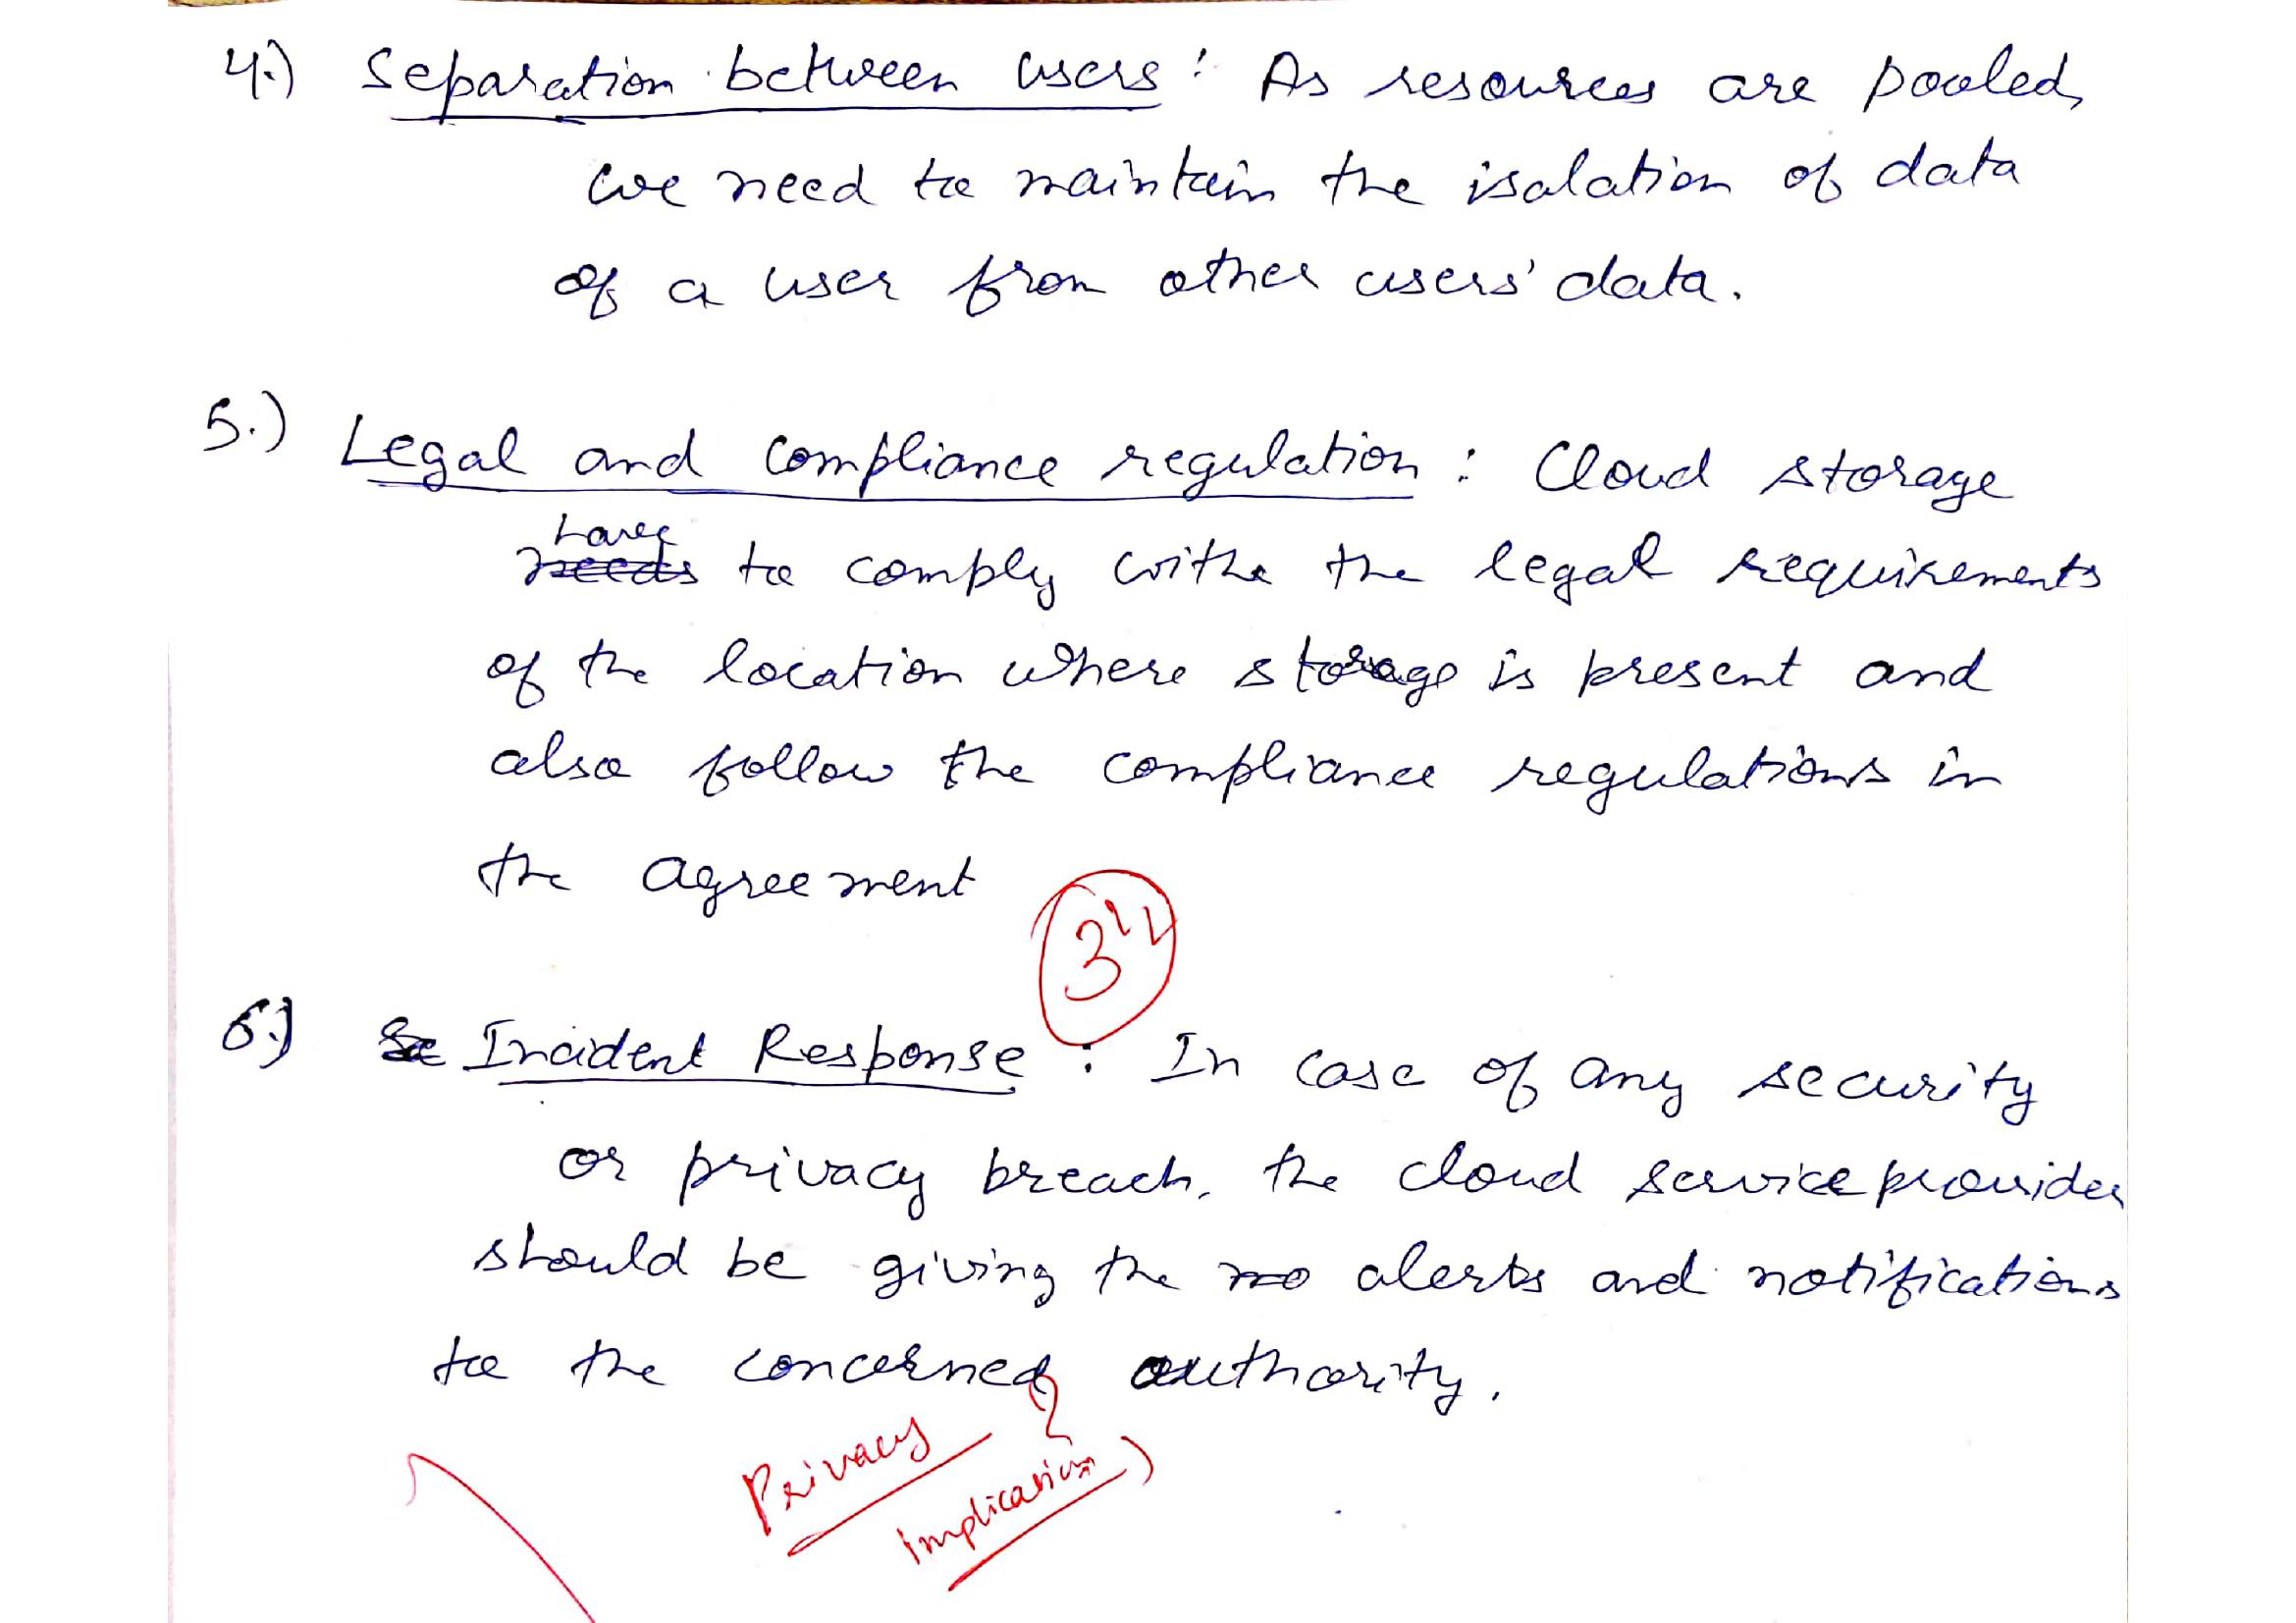 4.) Separation between users : As resources are pooled,
we need to maintain the isolation of data
of a user from other users' data.
5.) Legal and compliance regulation : Cloud storage
have
needs to comply with the legal requirements
of the location where storage is present and
also follow the compliance regulations in
the agreement
3½
6.) Se Incident Response : In case of any security
or privacy breach, the cloud service provider
should be giving the no alerts and notifications
to the concerned authority.
Privacy
implication)